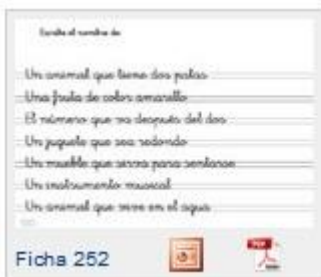 Escribe el nombre de:
Un animal que tiene dos patas
Una fruta de color amarillo
El número que va después del dos
Un juguete que sea redondo
Un mueble que sirva para sentarse
Un instrumento musical
Un animal que vive en el agua
Ficha 252
PDF